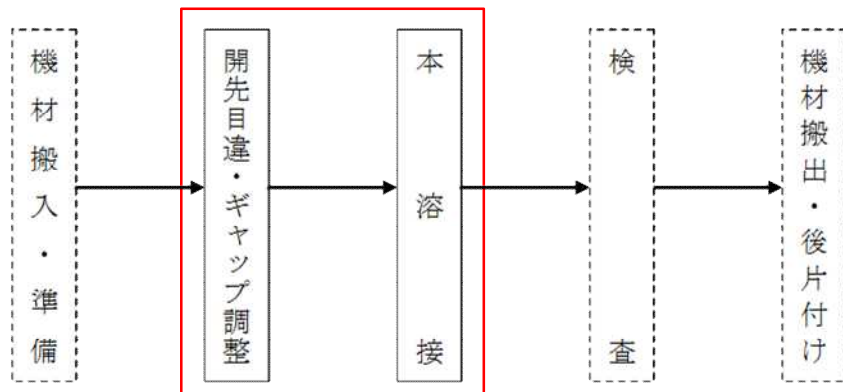 機材搬入・準備
開先目違・ギャップ調整
本溶接
検査
機材搬出・後片付け